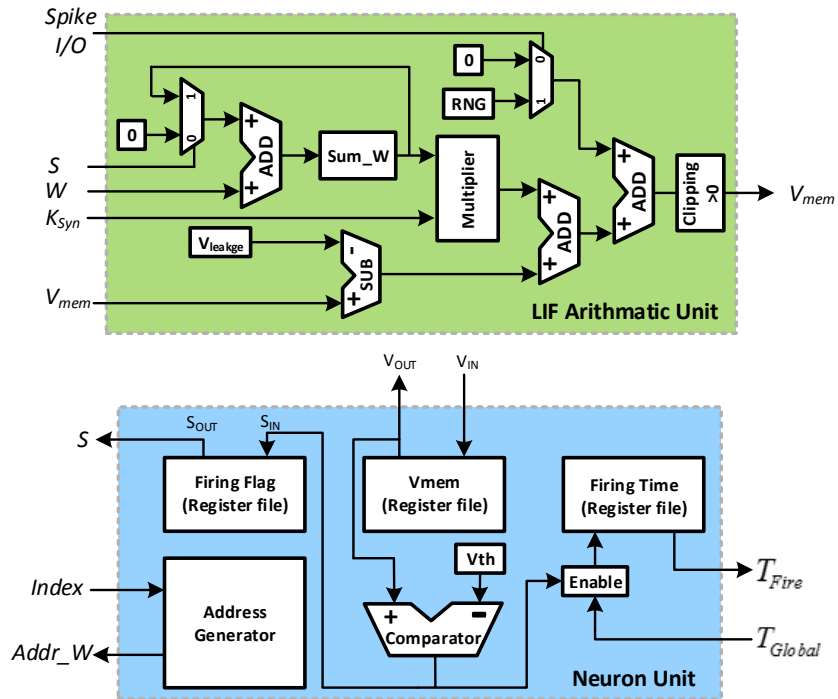 Spike
I/O
0
0
RNG
1
1
0
0
+
ADD
+
Sum_W
Multiplier
S
W
K_Syn
V_leakge
-
SUB
+
V_mem
+
ADD
+
+
ADD
+
Clipping
>0
V_mem
LIF Arithmatic Unit
V_OUT
V_IN
S
S_OUT
S_IN
Firing Flag
(Register file)
Vmem
(Register file)
Firing Time
(Register file)
Vth
Index
Addr_W
Address
Generator
+
-
Comparator
Enable
T_Fire
T_Global
Neuron Unit